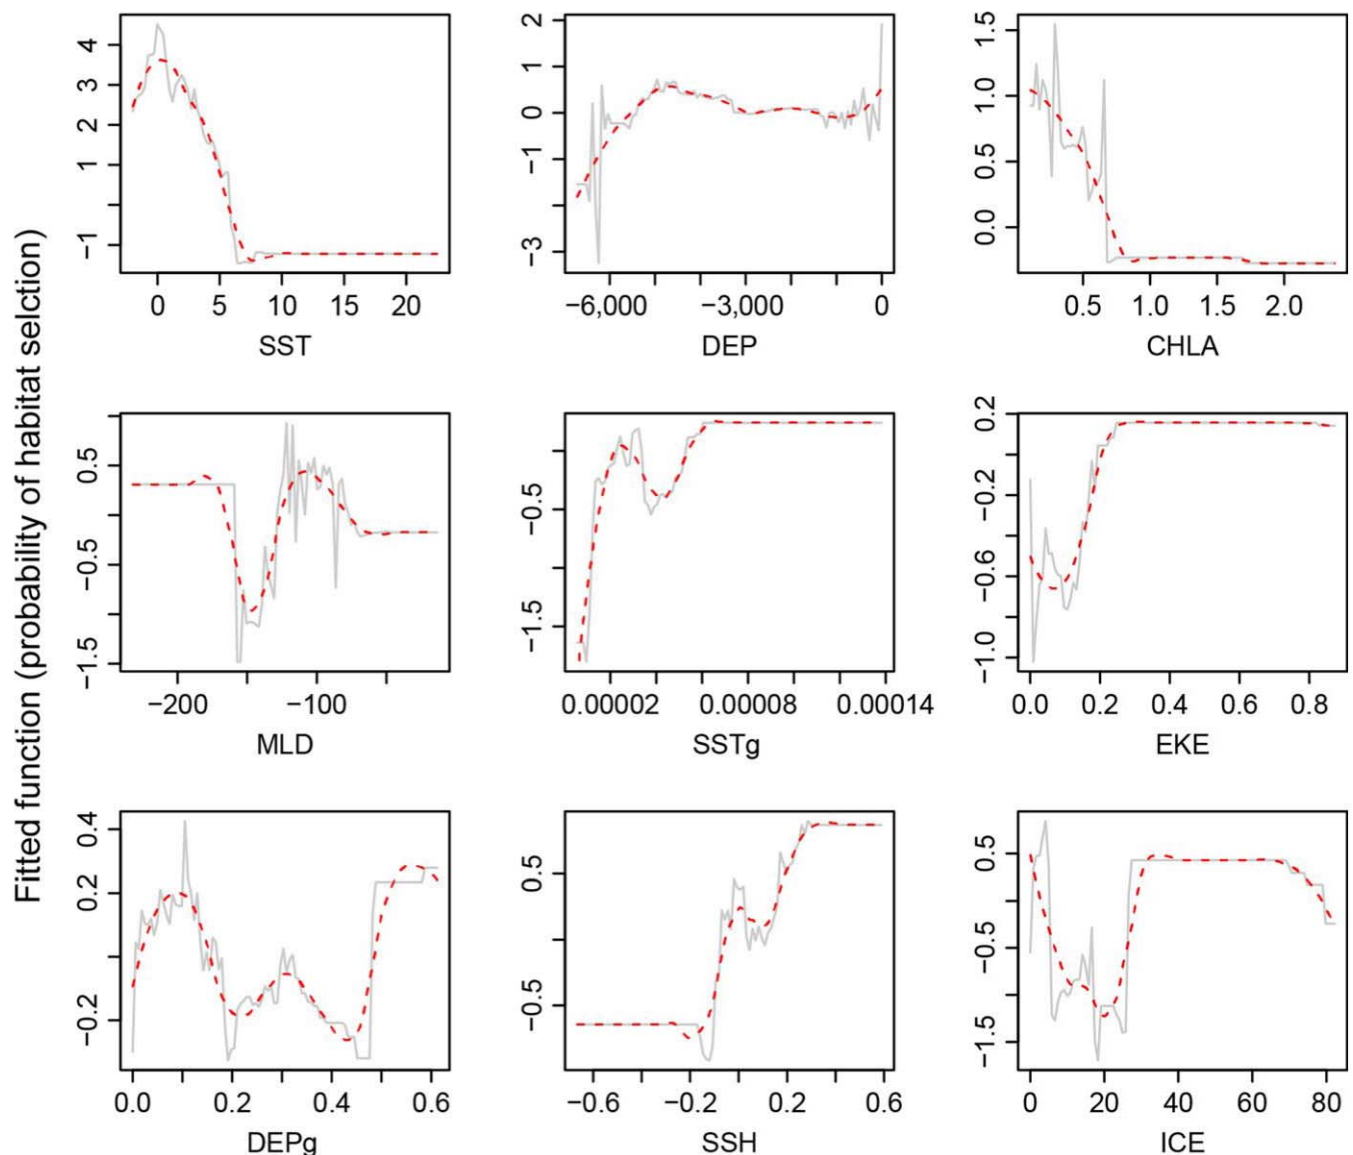 Fitted function (probability of habitat selction)
4
3
2
1
−1
0 5 10 15 20
SST
2
1
0
−1
−3
−6,000 −3,000 0
DEP
1.5
1.0
0.5
0.0
0.5 1.0 1.5 2.0
CHLA
0.5
−0.5
−1.5
−200 −100
MLD
−0.5
−1.5
0.00002 0.00008 0.00014
SSTg
0.2
−0.2
−0.6
−1.0
0.0 0.2 0.4 0.6 0.8
EKE
0.4
0.2
−0.2
0.0 0.2 0.4 0.6
DEPg
0.5
−0.5
−0.6 −0.2 0.2 0.6
SSH
0.5
−0.5
−1.5
0 20 40 60 80
ICE